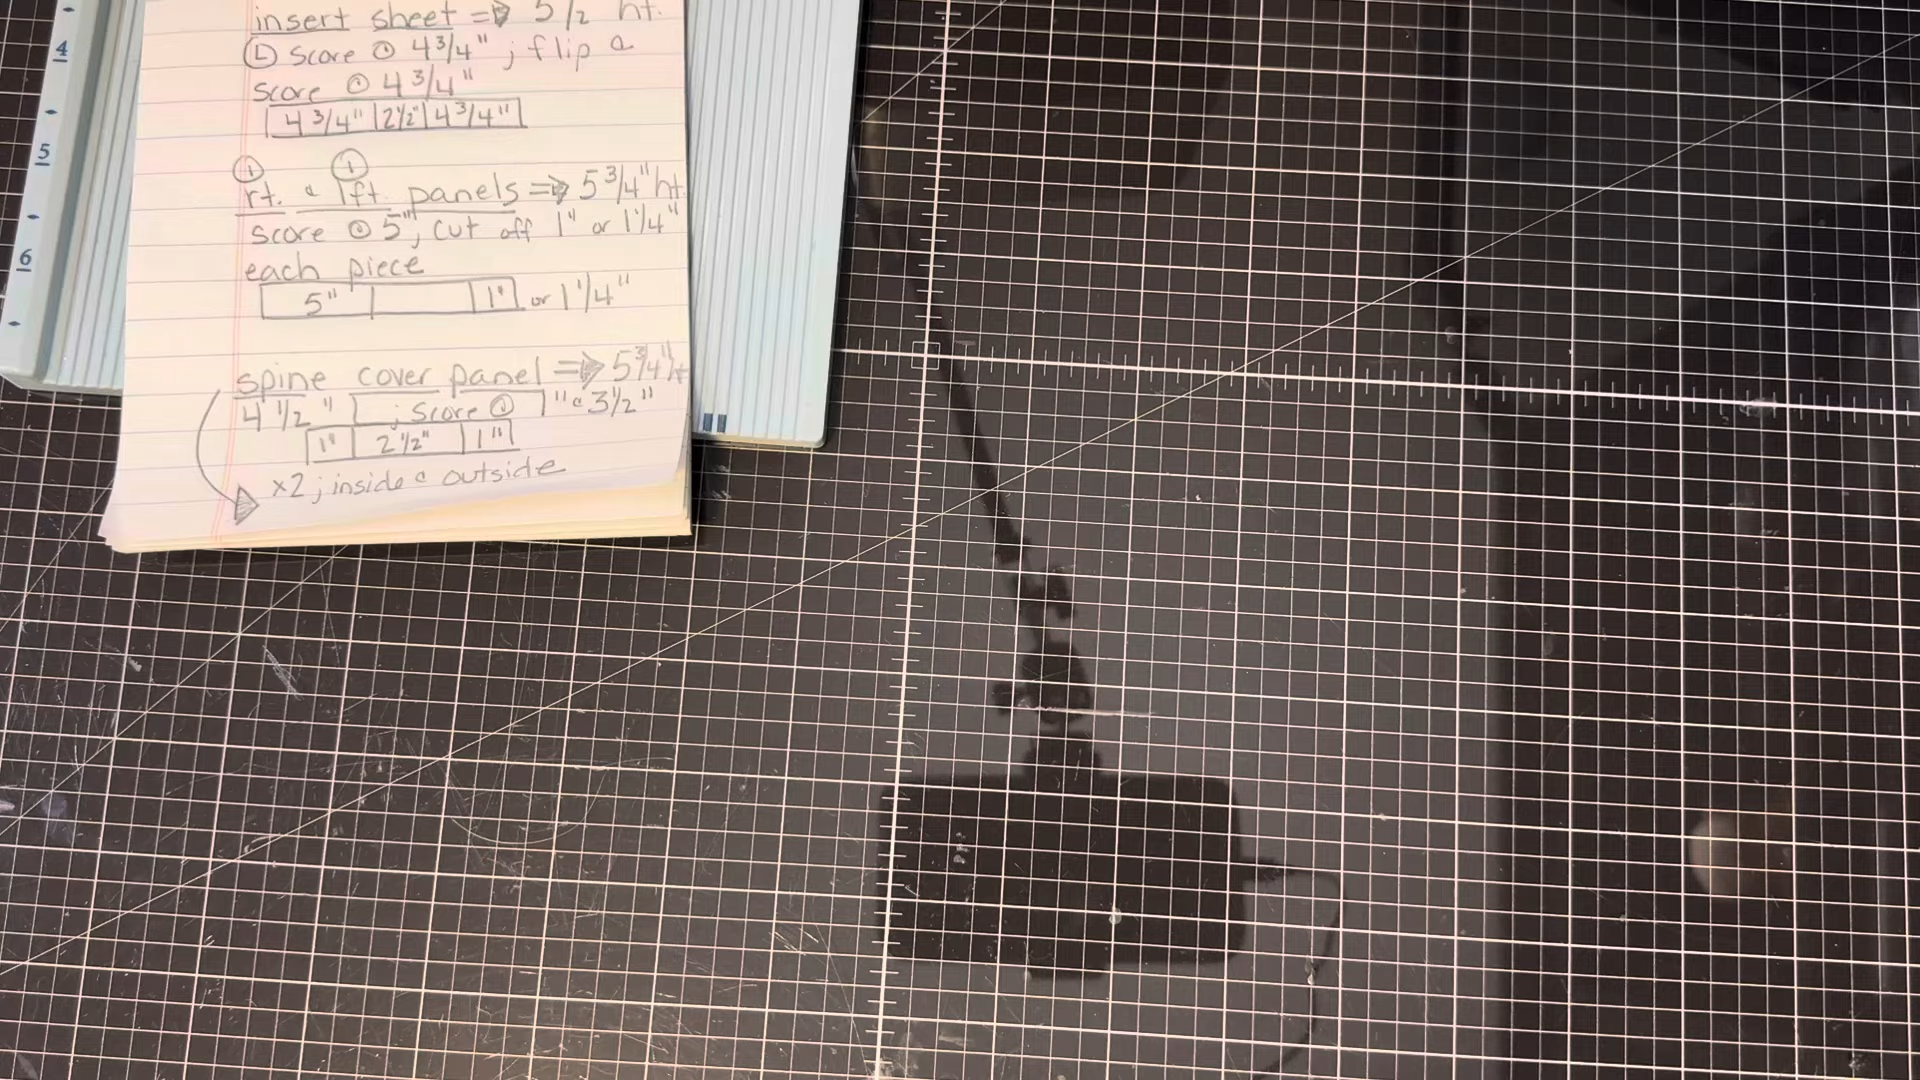 insert sheet => 5 1/2 ht.
① score @ 4 3/4" ; flip &
score @ 4 3/4"
4 3/4" | 2 1/2" | 4 3/4"
① ①
rt. & lft. panels => 5 3/4" ht.
score @ 5", cut off 1" or 1 1/4"
each piece
5" | | 1" or 1 1/4"
spine cover panel => 5 3/4" ht
4 1/2" ; score @ 1" & 3 1/2"
1" | 2 1/2" | 1"
x2 ; inside & outside
4
5
6